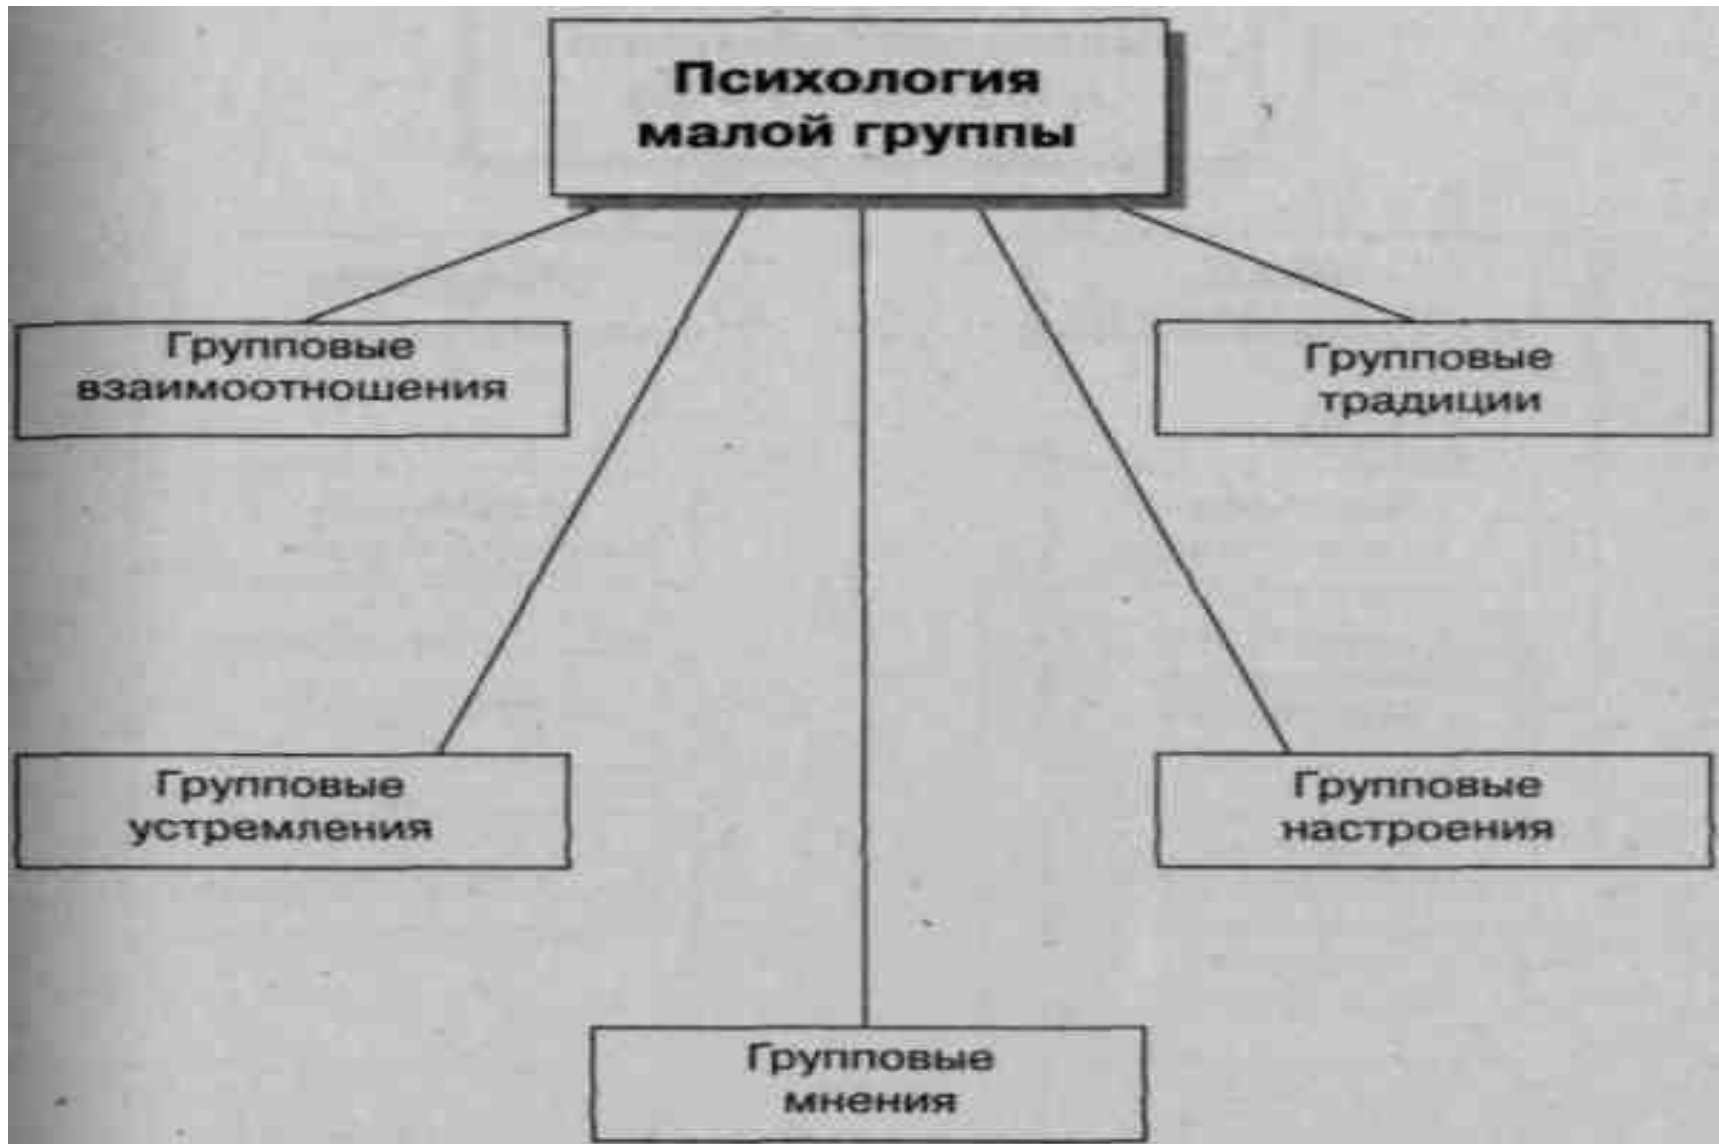 Психология
малой группы
Групповые
взаимоотношения
Групповые
традиции
Групповые
устремления
Групповые
настроения
Групповые
мнения